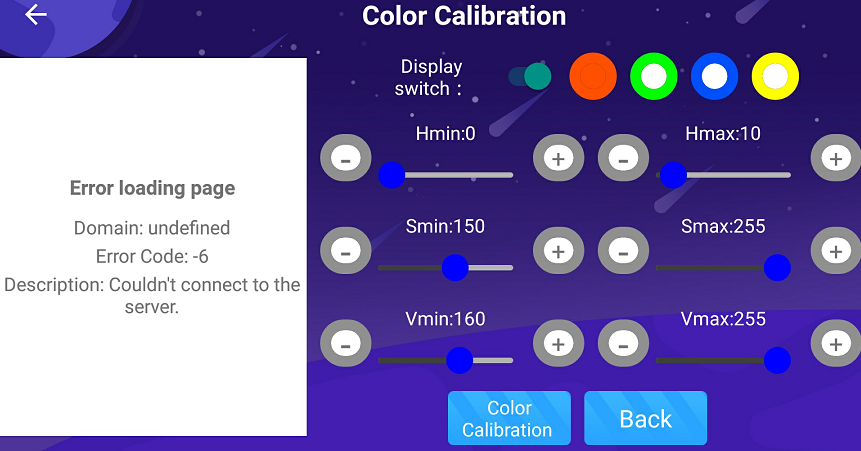 Color Calibration
Display
switch：
Error loading page
Domain: undefined
Error Code: -6
Description: Couldn't connect to the
server.
Hmin:0
Hmax:10
- + - +
Smin:150
Smax:255
- + - +
Vmin:160
Vmax:255
- + - +
Color
Calibration
Back